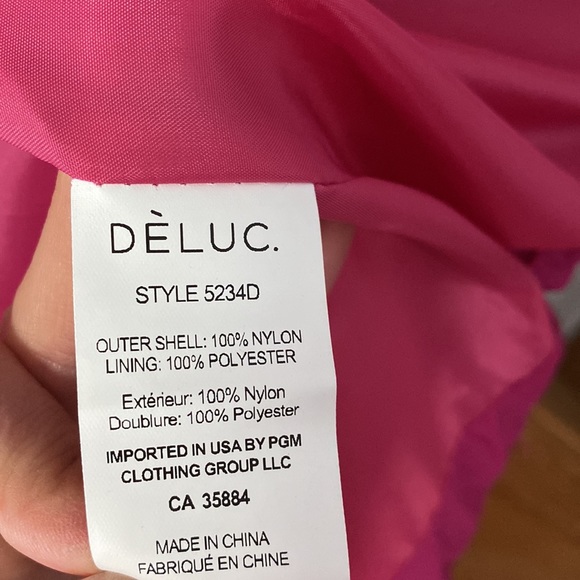 DÈLUC.
STYLE 5234D
OUTER SHELL: 100% NYLON
LINING: 100% POLYESTER
Extérieur: 100% Nylon
Doublure: 100% Polyester
IMPORTED IN USA BY PGM
CLOTHING GROUP LLC
CA 35884
MADE IN CHINA
FABRIQUÉ EN CHINE